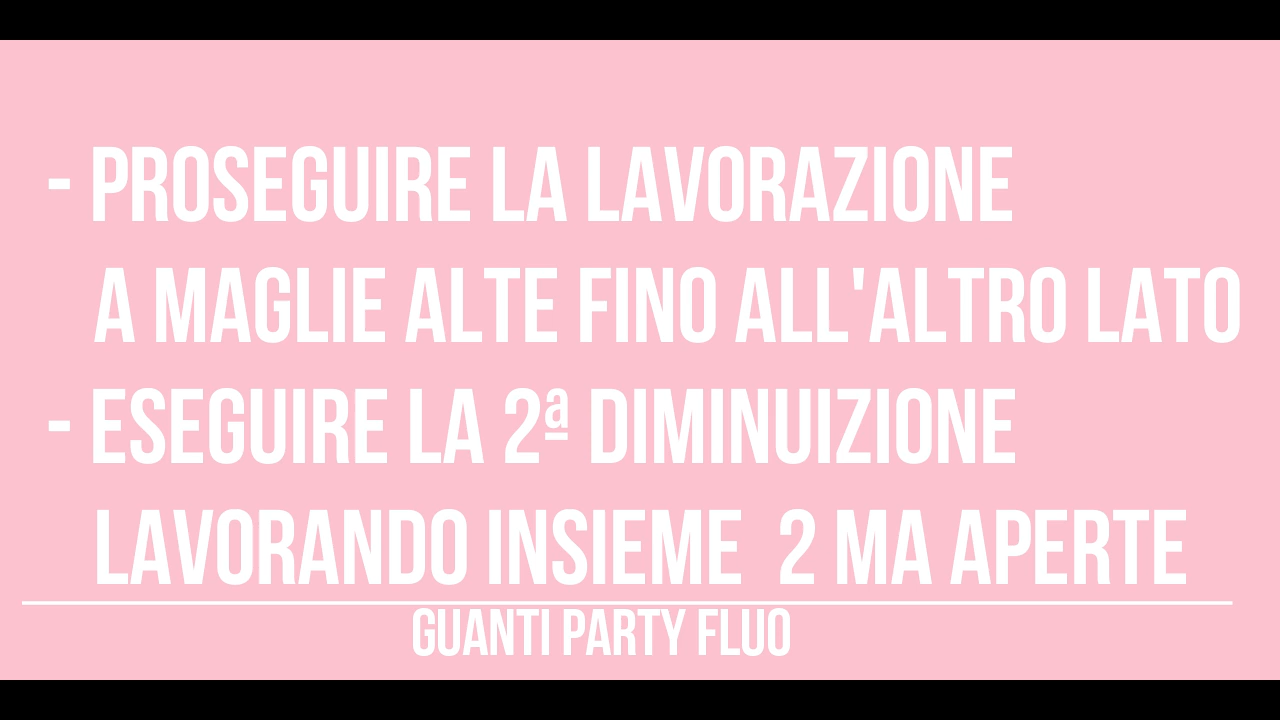 - PROSEGUIRE LA LAVORAZIONE
A MAGLIE ALTE FINO ALL'ALTRO LATO
- ESEGUIRE LA 2ª DIMINUIZIONE
LAVORANDO INSIEME 2 MA APERTE
GUANTI PARTY FLUO